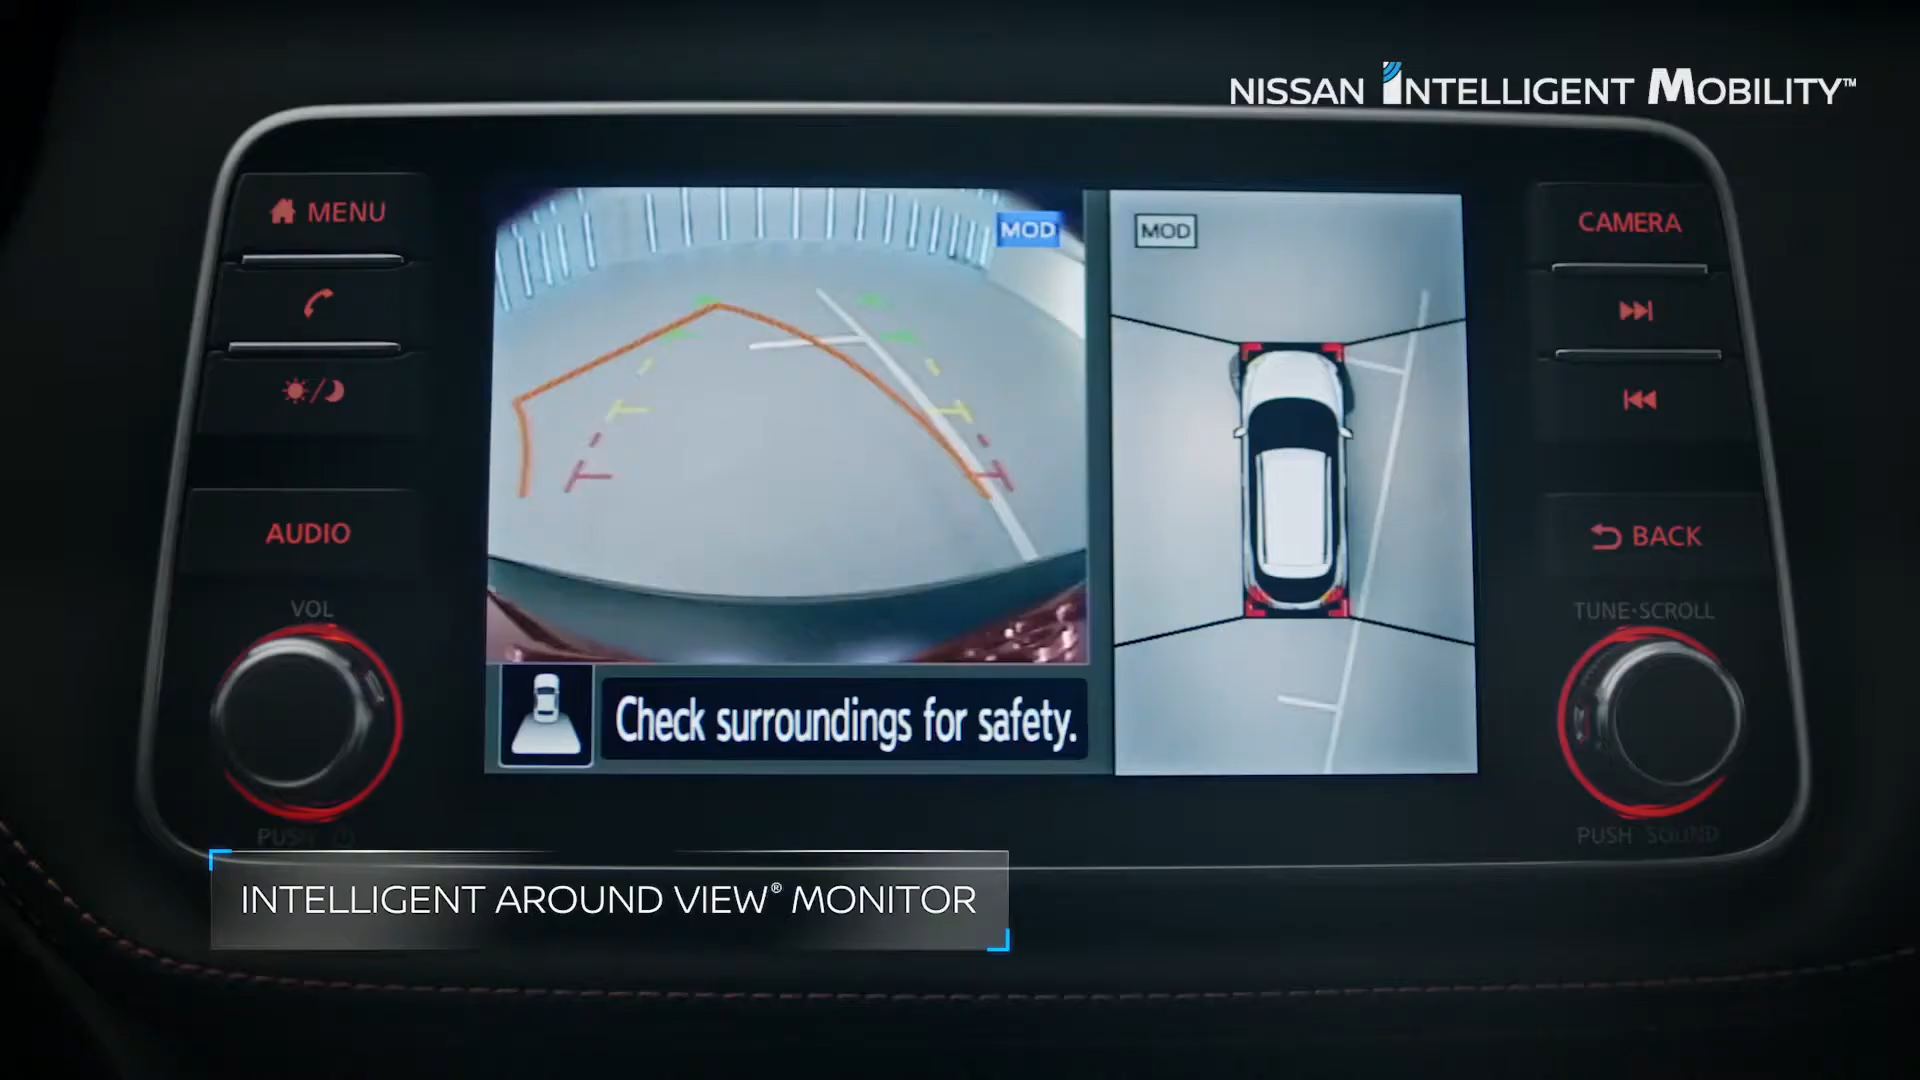 NISSAN INTELLIGENT MOBILITY™
MENU
AUDIO
VOL
PUSH
MOD
MOD
Check surroundings for safety.
CAMERA
BACK
TUNE·SCROLL
PUSH SOUND
INTELLIGENT AROUND VIEW® MONITOR